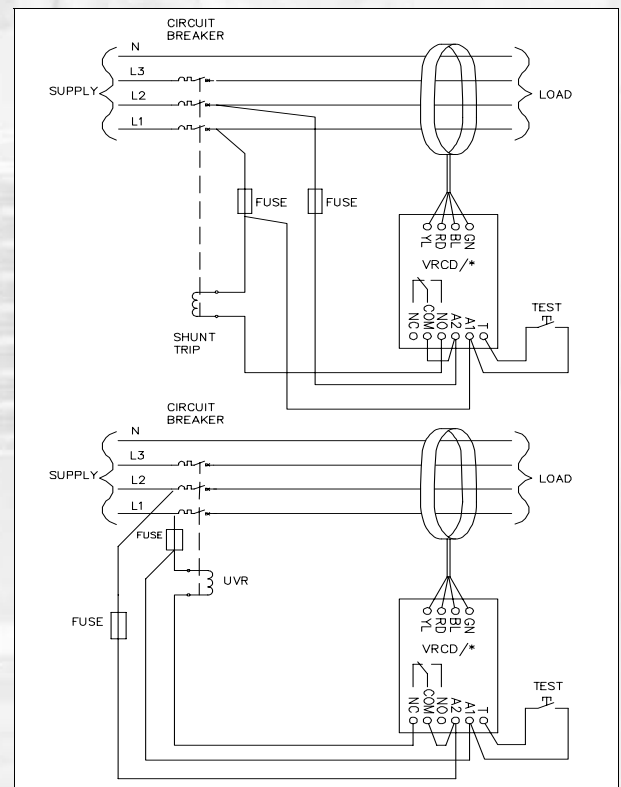 CIRCUIT
BREAKER
N
L3
SUPPLY
L2
LOAD
L1
FUSE
FUSE
YL
RD
BL
GN
VRCD/*
TEST
NC
COM
NO
A2
A1
T
SHUNT
TRIP
CIRCUIT
BREAKER
N
L3
SUPPLY
L2
LOAD
L1
FUSE
UVR
FUSE
YL
RD
BL
GN
VRCD/*
TEST
NC
COM
NO
A2
A1
T